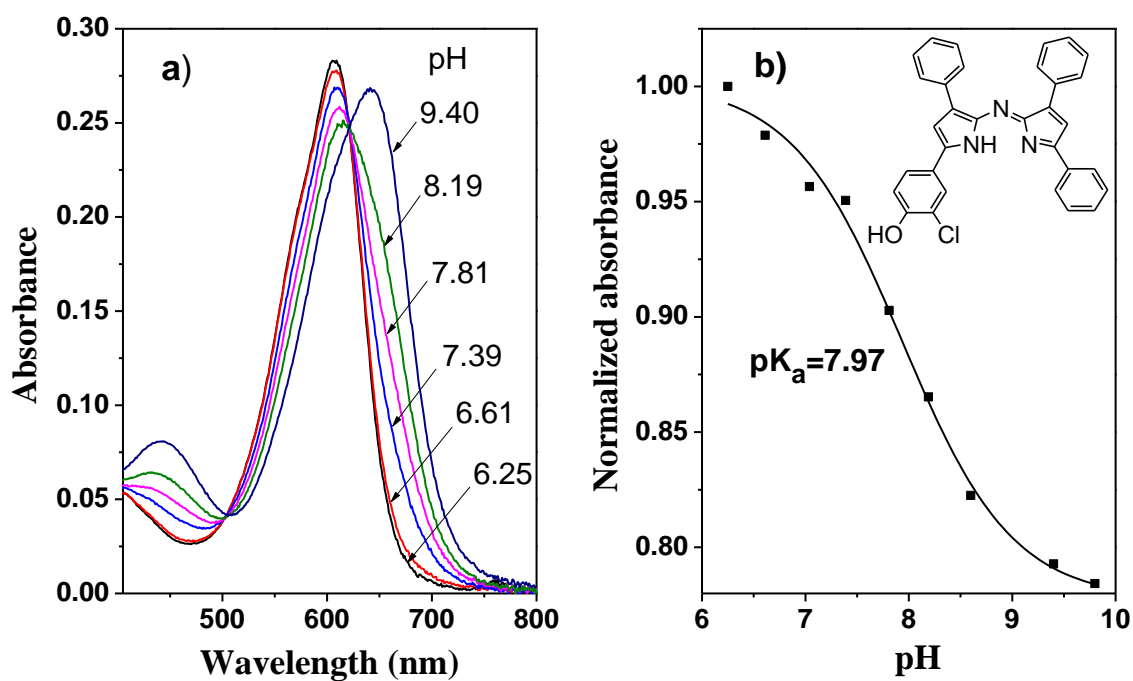 a)
pH
9.40
8.19
7.81
7.39
6.61
6.25
0.30
0.25
0.20
0.15
0.10
0.05
0.00
500 600 700 800
Absorbance
Wavelength (nm)
b)
N
NH N
HO Cl
pKa=7.97
1.00
0.95
0.90
0.85
0.80
6 7 8 9 10
Normalized absorbance
pH